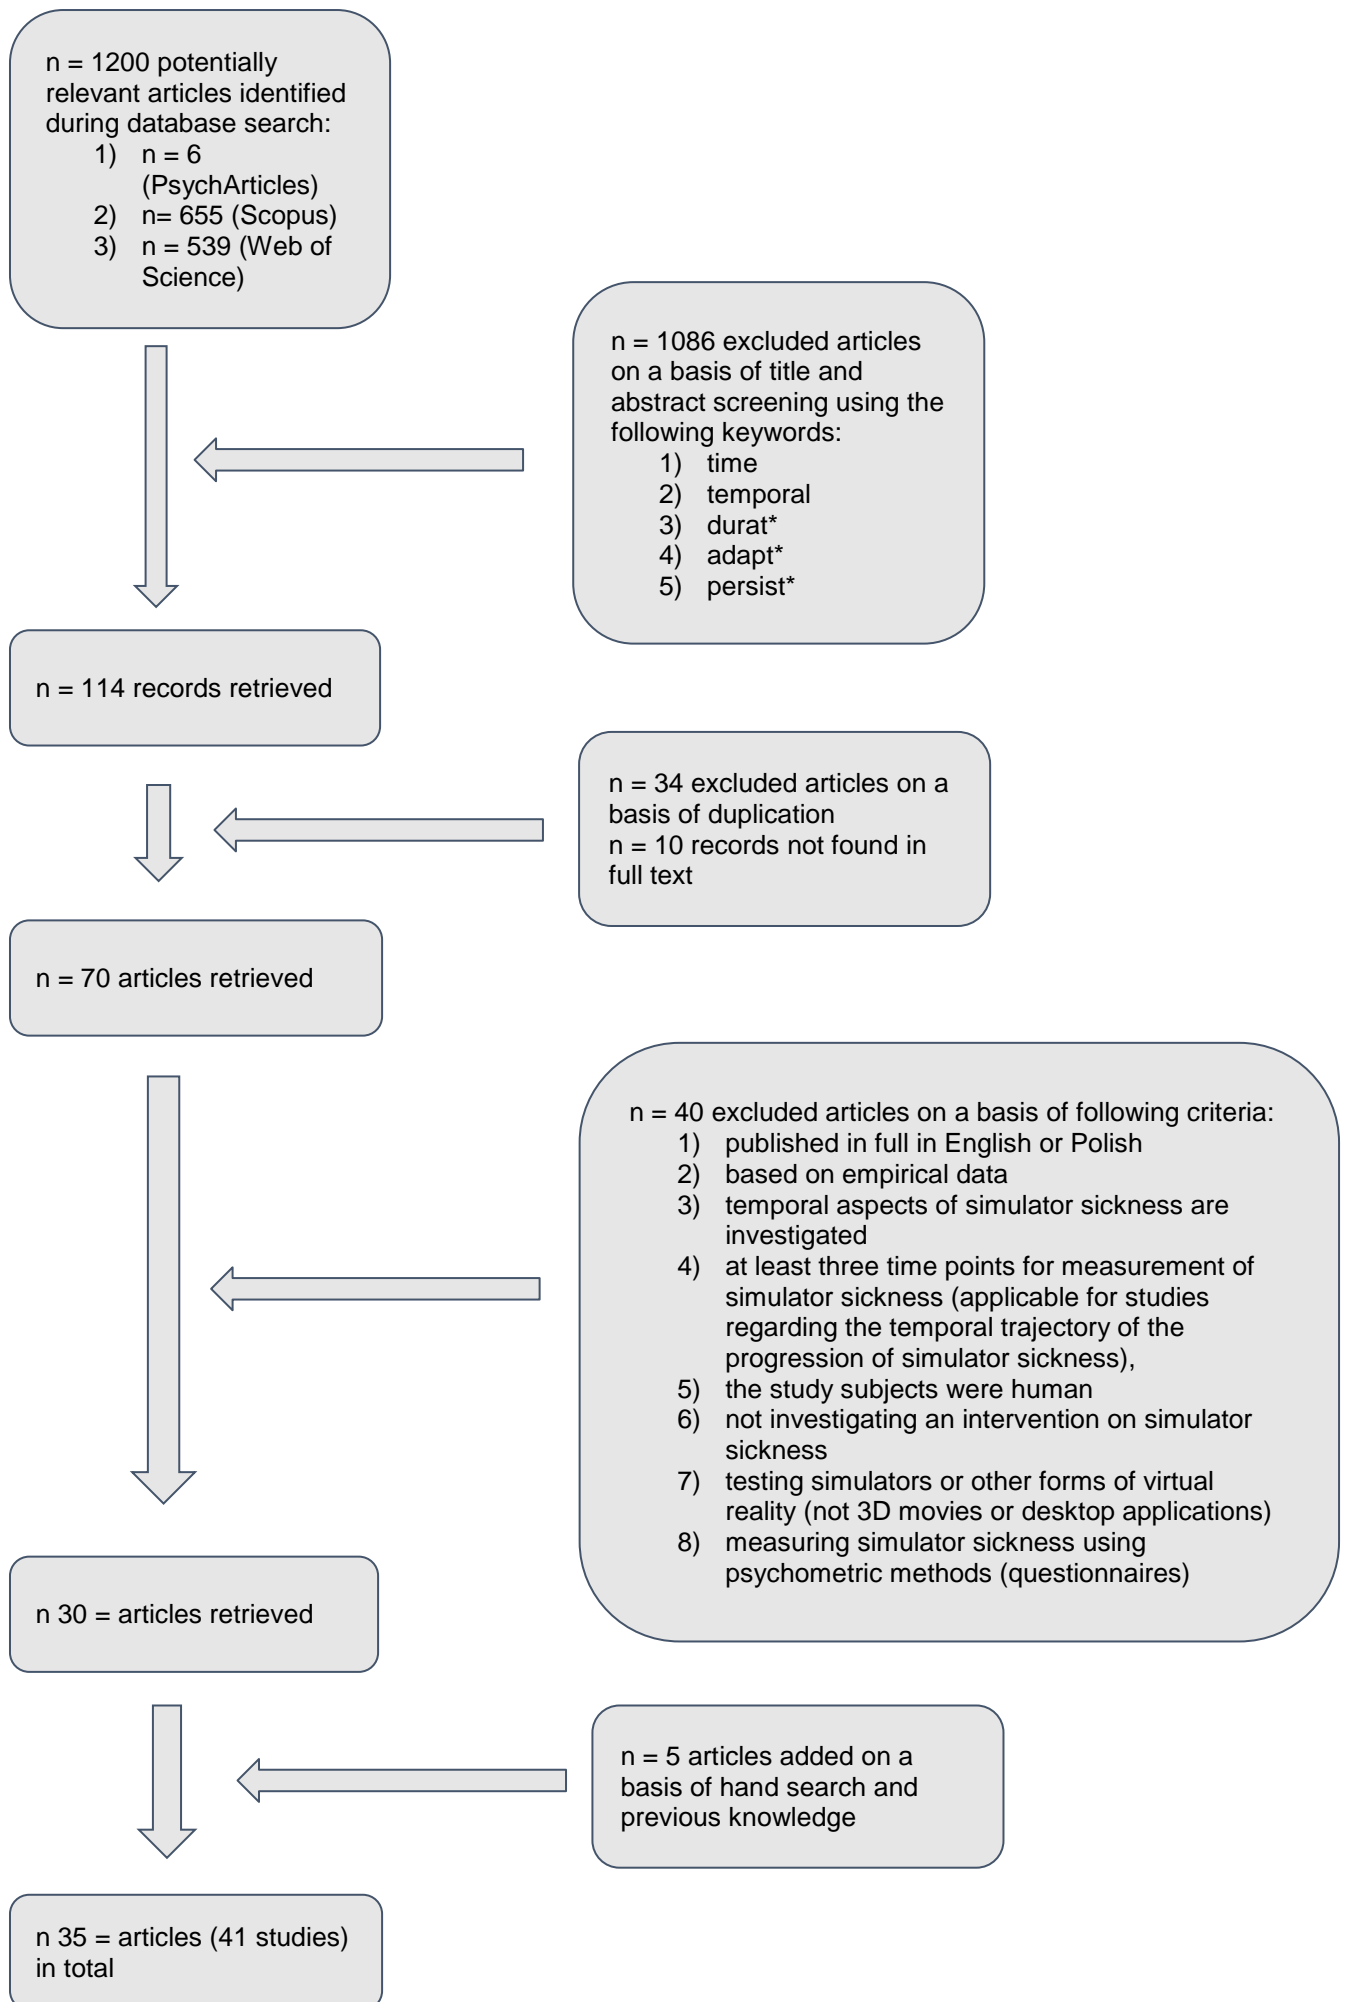 n = 1200 potentially
relevant articles identified
during database search:
1) n = 6
(PsychArticles)
2) n= 655 (Scopus)
3) n = 539 (Web of
Science)
n = 1086 excluded articles
on a basis of title and
abstract screening using the
following keywords:
1) time
2) temporal
3) durat*
4) adapt*
5) persist*
n = 114 records retrieved
n = 34 excluded articles on a
basis of duplication
n = 10 records not found in
full text
n = 70 articles retrieved
n = 40 excluded articles on a basis of following criteria:
1) published in full in English or Polish
2) based on empirical data
3) temporal aspects of simulator sickness are
investigated
4) at least three time points for measurement of
simulator sickness (applicable for studies
regarding the temporal trajectory of the
progression of simulator sickness),
5) the study subjects were human
6) not investigating an intervention on simulator
sickness
7) testing simulators or other forms of virtual
reality (not 3D movies or desktop applications)
8) measuring simulator sickness using
psychometric methods (questionnaires)
n 30 = articles retrieved
n = 5 articles added on a
basis of hand search and
previous knowledge
n 35 = articles (41 studies)
in total